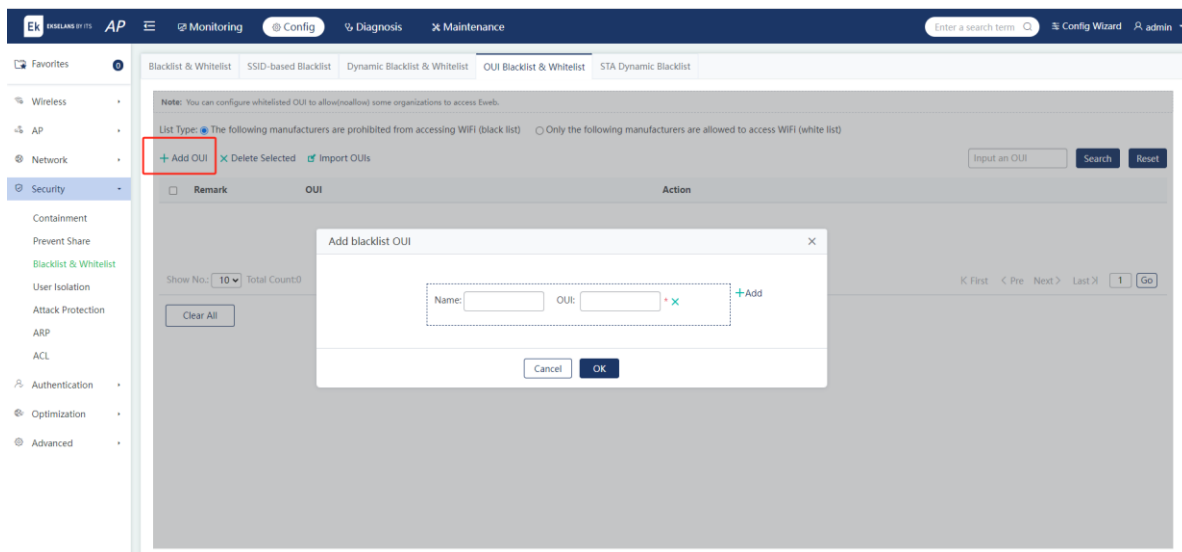 Ek EKSELANS BY ITS AP Monitoring Config Diagnosis Maintenance Enter a search term Config Wizard admin
Favorites 0
Blacklist & Whitelist SSID-based Blacklist Dynamic Blacklist & Whitelist OUI Blacklist & Whitelist STA Dynamic Blacklist
Wireless
AP
Network
Security
Containment
Prevent Share
Blacklist & Whitelist
User Isolation
Attack Protection
ARP
ACL
Authentication
Optimization
Advanced
Note: You can configure whitelisted OUI to allow(noallow) some organizations to access Eweb.
List Type: The following manufacturers are prohibited from accessing WiFi (black list) Only the following manufacturers are allowed to access WiFi (white list)
+ Add OUI X Delete Selected Import OUIs Input an OUI Search Reset
Remark OUI Action
Add blacklist OUI ×
Name: OUI: * × +Add
Cancel OK
Show No.: 10 Total Count:0 First < Pre Next > Last 1 Go
Clear All